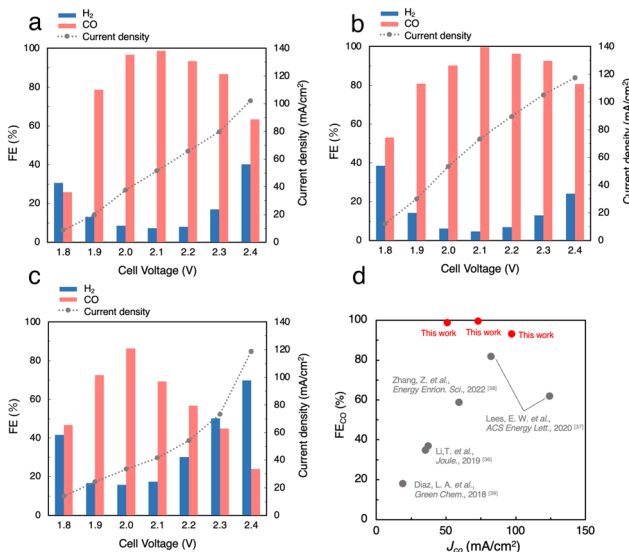 a
H₂
CO
Current density
FE (%)
100
80
60
40
20
0
140
120
100
80
60
40
20
0
Current density (mA/cm²)
1.8 1.9 2.0 2.1 2.2 2.3 2.4
Cell Voltage (V)
b
H₂
CO
Current density
FE (%)
100
80
60
40
20
0
140
120
100
80
60
40
20
0
Current density (mA/cm²)
1.8 1.9 2.0 2.1 2.2 2.3 2.4
Cell Voltage (V)
c
H₂
CO
Current density
FE (%)
100
80
60
40
20
0
140
120
100
80
60
40
20
0
Current density (mA/cm²)
1.8 1.9 2.0 2.1 2.2 2.3 2.4
Cell Voltage (V)
d
FE_CO (%)
100
80
60
40
20
0
This work
This work
This work
Zhang, Z. et al.,
Energy Enrion. Sci., 2022 [38]
Lees, E. W. et al.,
ACS Energy Lett., 2020 [37]
Li,T. et al.,
Joule., 2019 [36]
Diaz, L. A. et al.,
Green Chem., 2018 [39]
0 50 100 150
J_CO (mA/cm²)